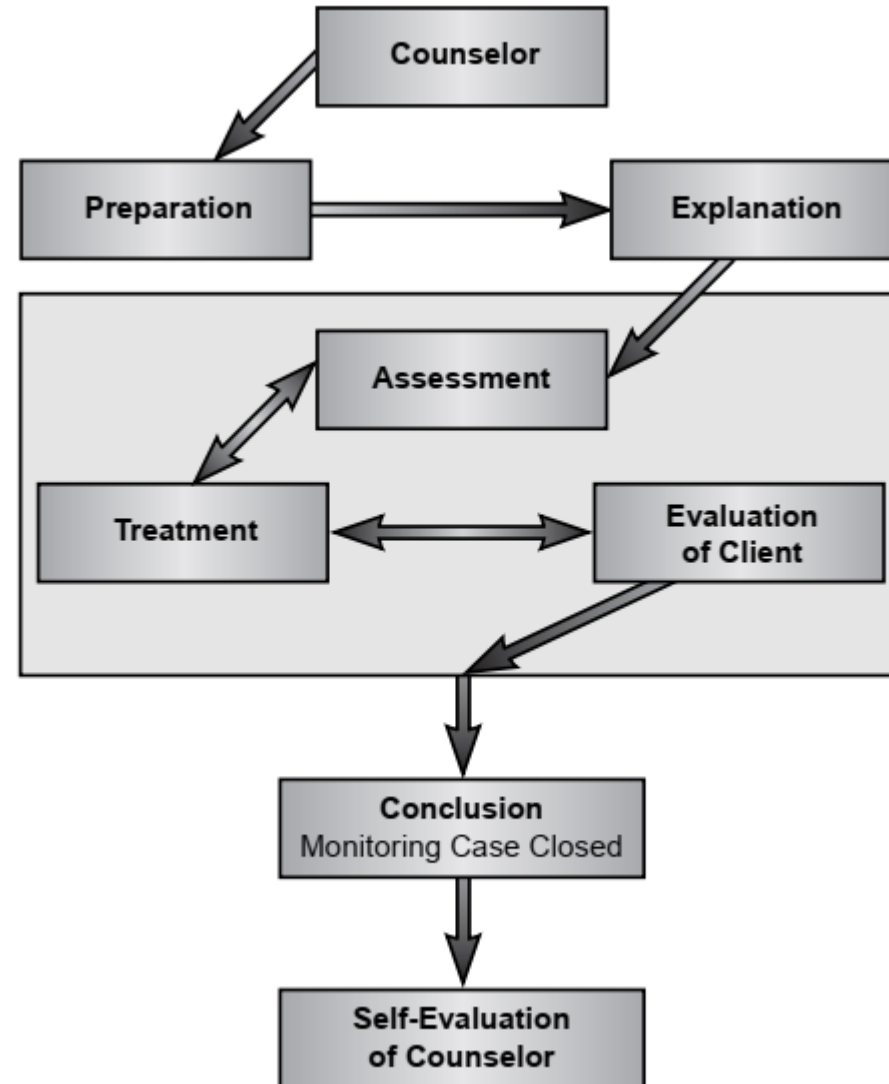 Counselor
Preparation
Explanation
Assessment
Treatment
Evaluation
of Client
Conclusion
Monitoring Case Closed
Self-Evaluation
of Counselor